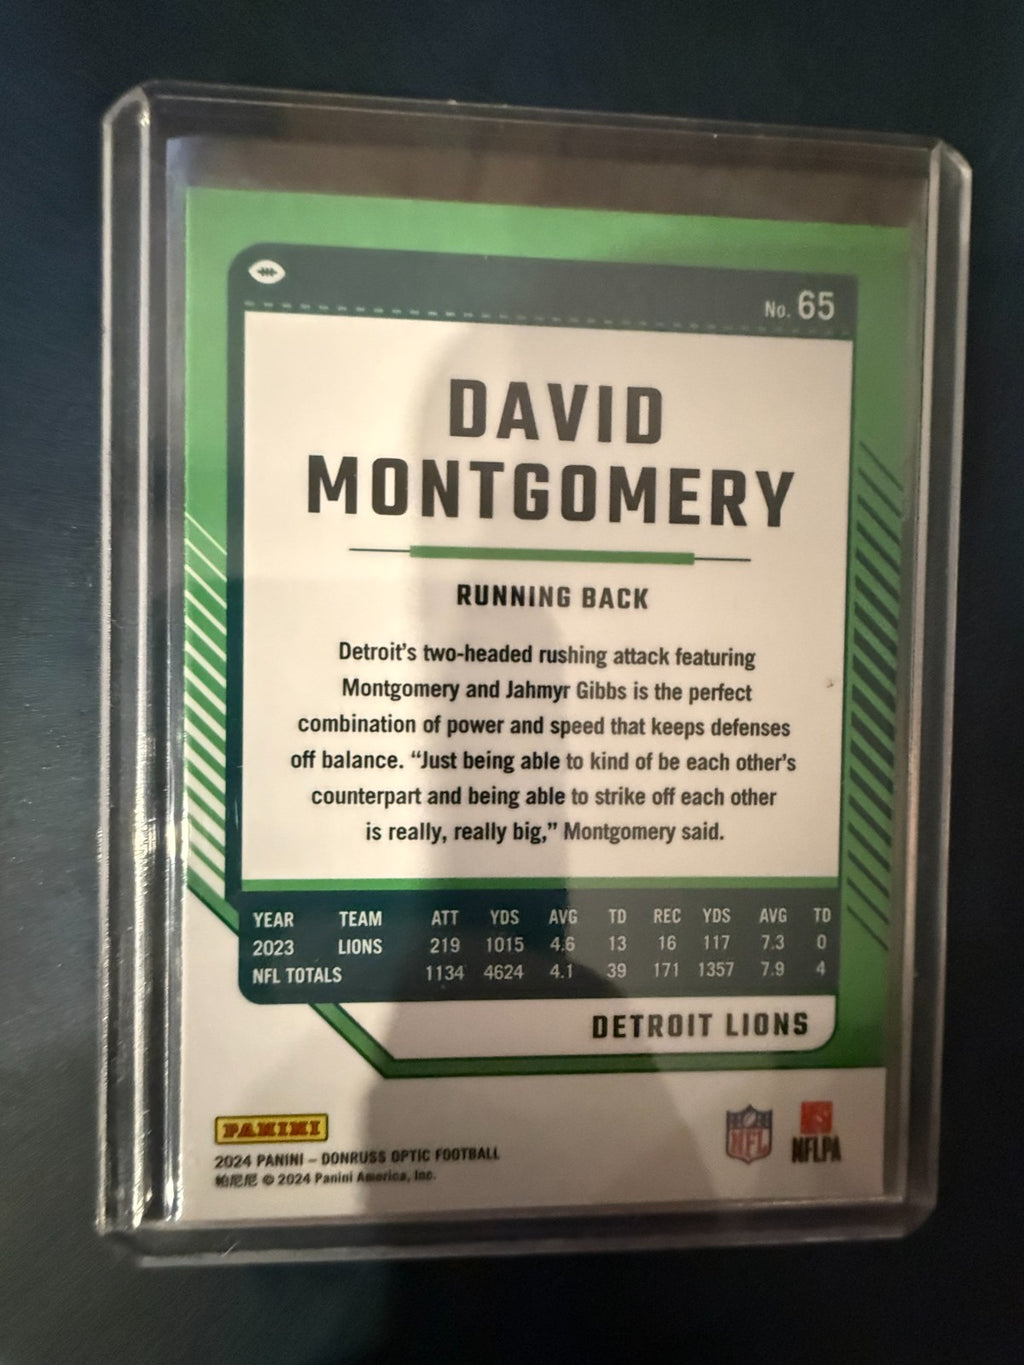 No. 65
DAVID
MONTGOMERY
RUNNING BACK
Detroit's two-headed rushing attack featuring
Montgomery and Jahmyr Gibbs is the perfect
combination of power and speed that keeps defenses
off balance. “Just being able to kind of be each other's
counterpart and being able to strike off each other
is really, really big,” Montgomery said.
YEAR TEAM ATT YDS AVG TD REC YDS AVG TD
2023 LIONS 219 1015 4.6 13 16 117 7.3 0
NFL TOTALS 1134 4624 4.1 39 171 1357 7.9 4
DETROIT LIONS
PANINI
2024 PANINI – DONRUSS OPTIC FOOTBALL
帕尼尼 © 2024 Panini America, Inc.
NFL
NFLPA